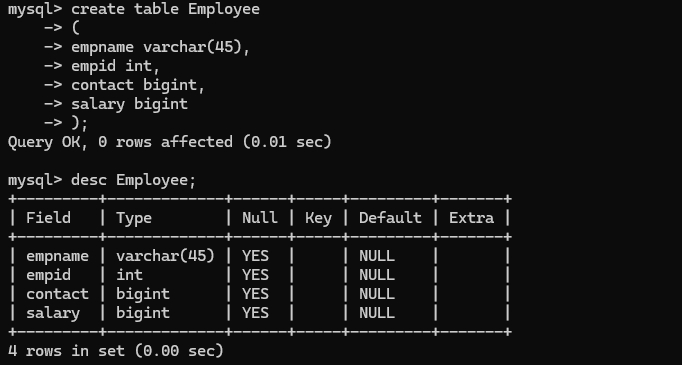 mysql> create table Employee
    -> (
    -> empname varchar(45),
    -> empid int,
    -> contact bigint,
    -> salary bigint
    -> );
Query OK, 0 rows affected (0.01 sec)

mysql> desc Employee;
+---------+-------------+------+-----+---------+-------+
| Field   | Type        | Null | Key | Default | Extra |
+---------+-------------+------+-----+---------+-------+
| empname | varchar(45) | YES  |     | NULL    |       |
| empid   | int         | YES  |     | NULL    |       |
| contact | bigint      | YES  |     | NULL    |       |
| salary  | bigint      | YES  |     | NULL    |       |
+---------+-------------+------+-----+---------+-------+
4 rows in set (0.00 sec)